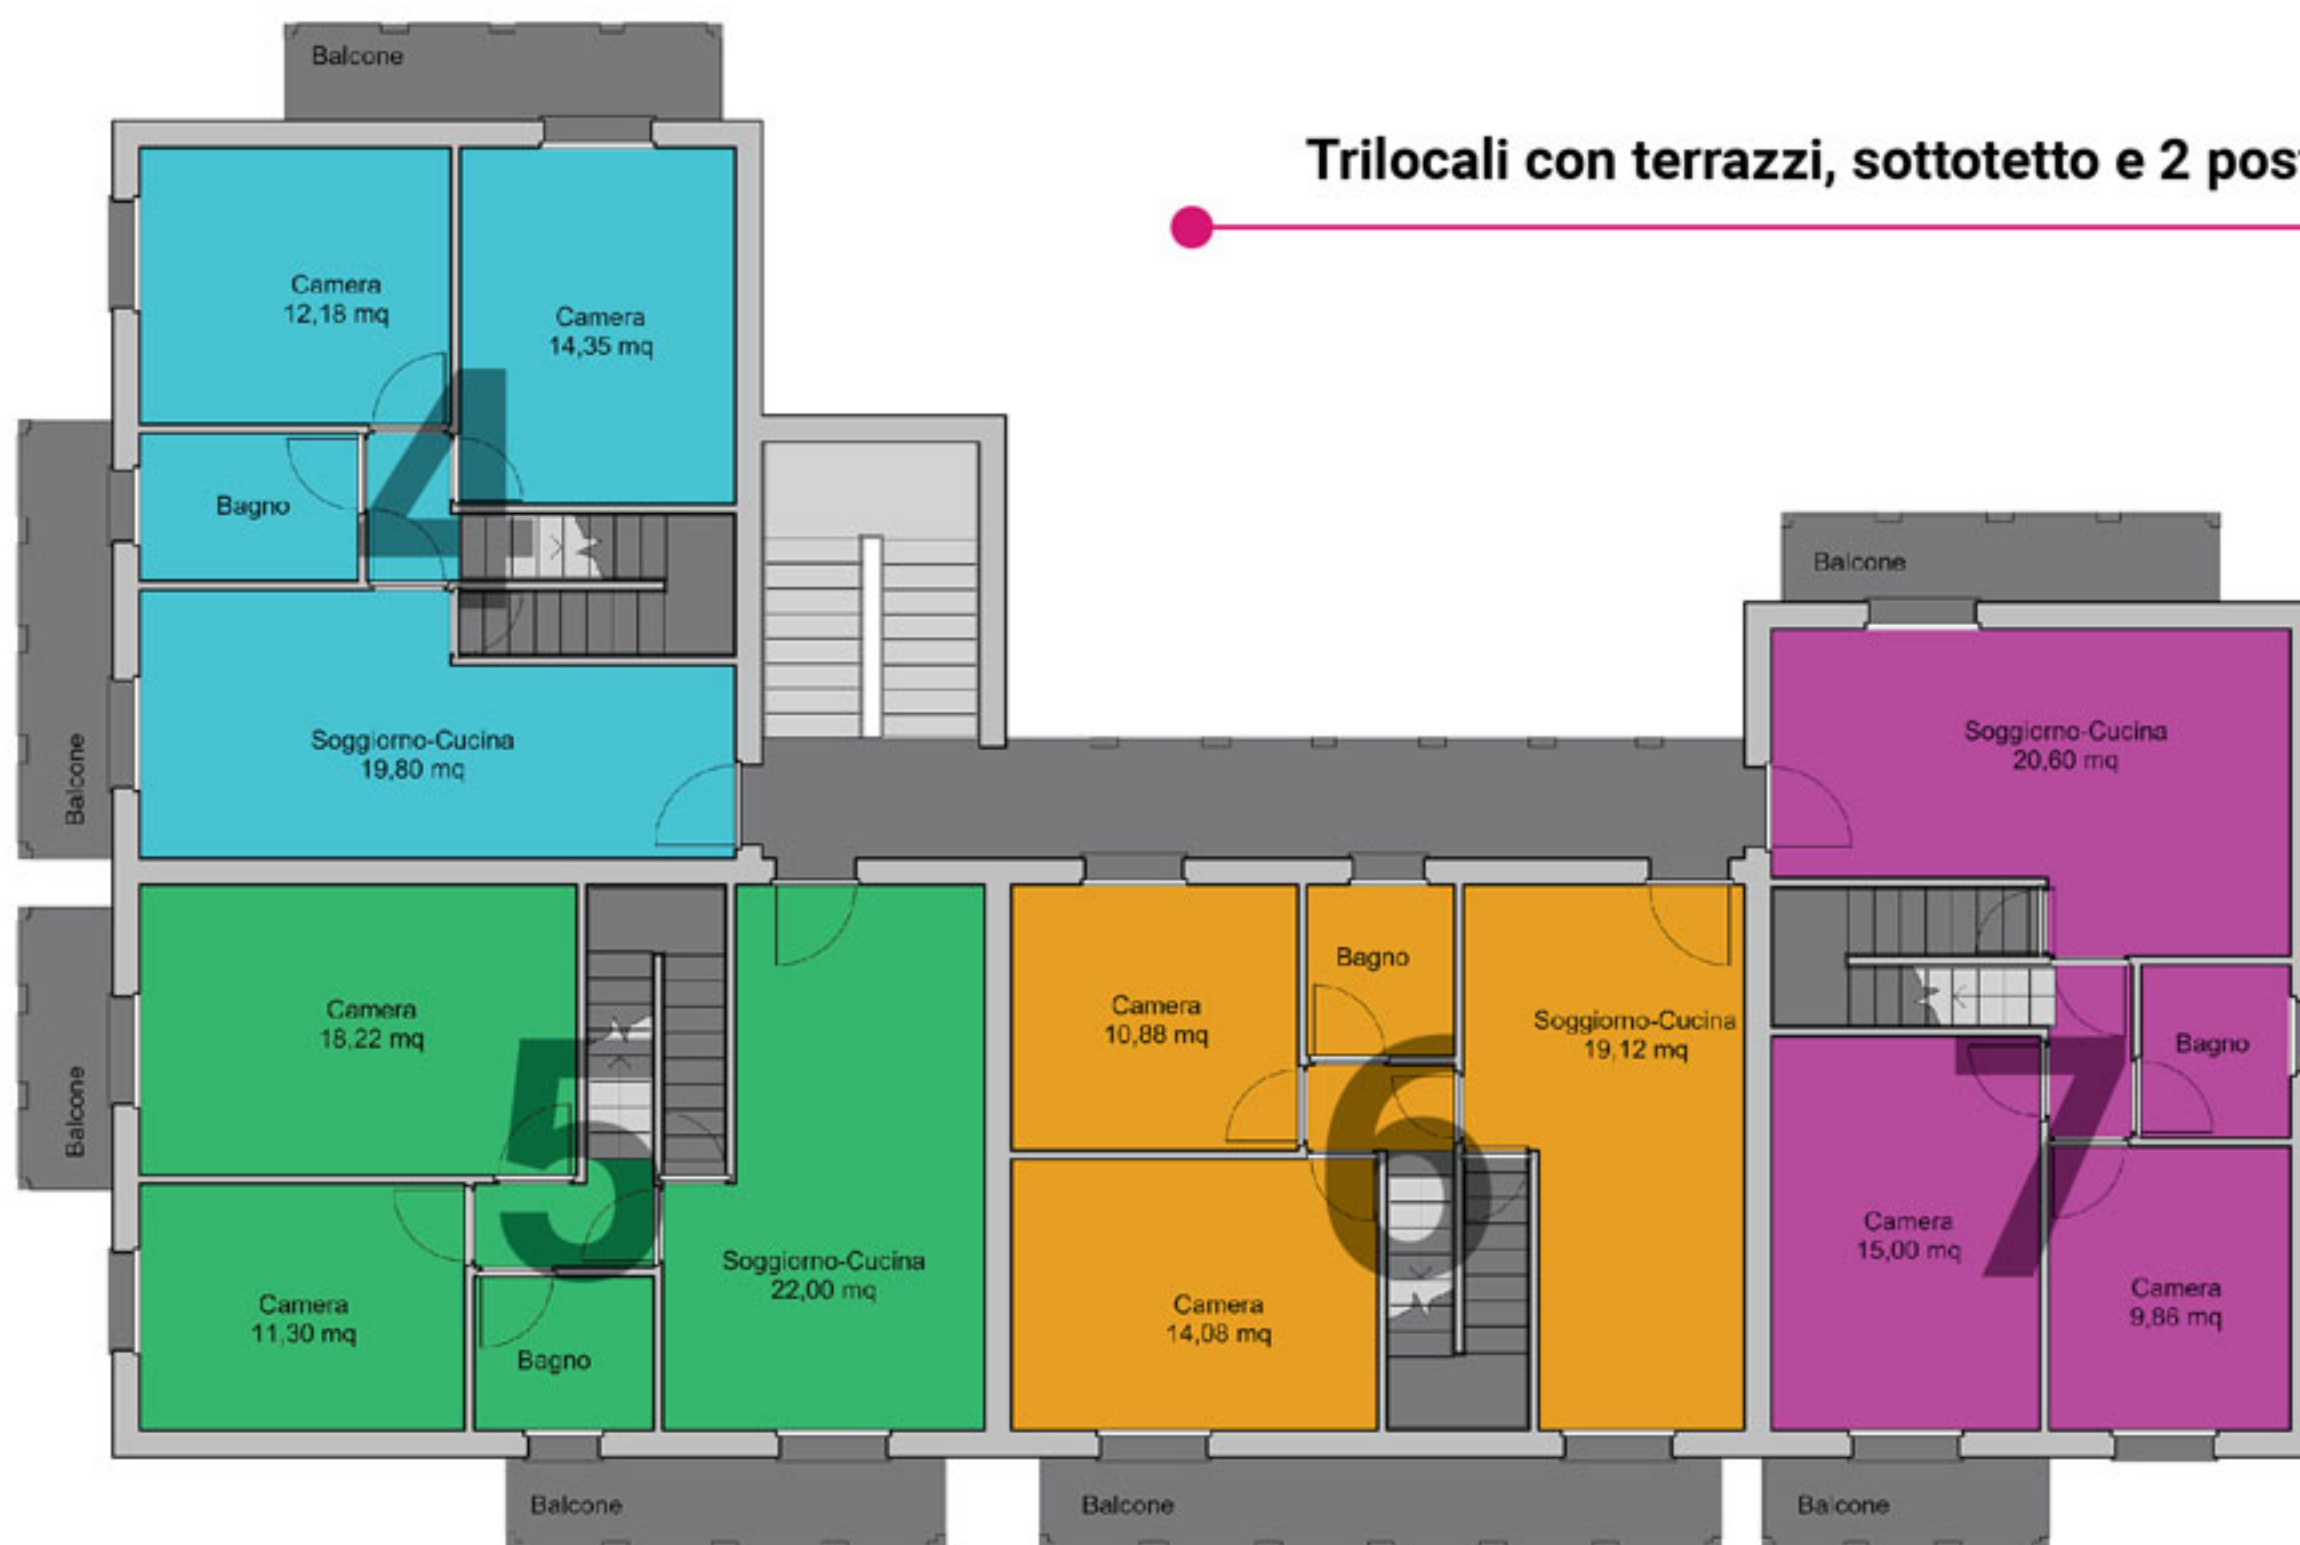 Balcone
Trilocali con terrazzi, sottotetto e 2 pos
Camera
12,18 mq
Camera
14,35 mq
4
Bagno
Balcone
Soggiorno-Cucina
19,80 mq
Balcone
Balcone
Soggiorno-Cucina
20,60 mq
Camera
18,22 mq
5
Camera
11,30 mq
Bagno
Soggiorno-Cucina
22,00 mq
Camera
10,88 mq
Bagno
Soggiorno-Cucina
19,12 mq
6
Camera
14,08 mq
Bagno
7
Camera
15,00 mq
Camera
9,86 mq
Balcone
Balcone
Balcone